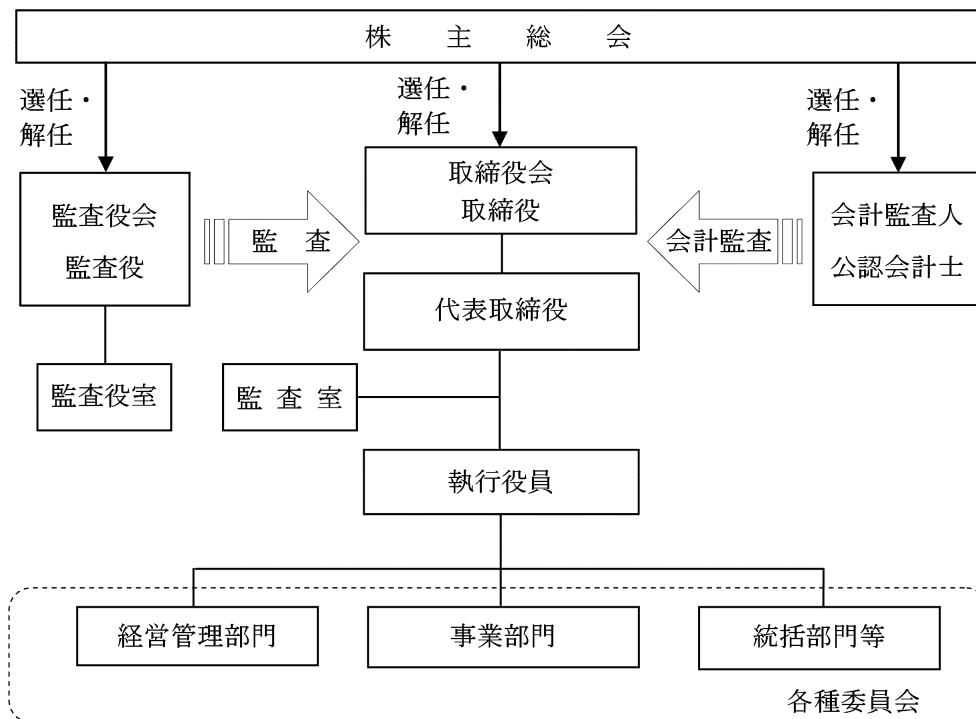 株主総会
選任・
解任
選任・
解任
選任・
解任
監査役会
監査役
監査
取締役会
取締役
会計監査
会計監査人
公認会計士
代表取締役
監査役室
監査室
執行役員
経営管理部門
事業部門
統括部門等
各種委員会